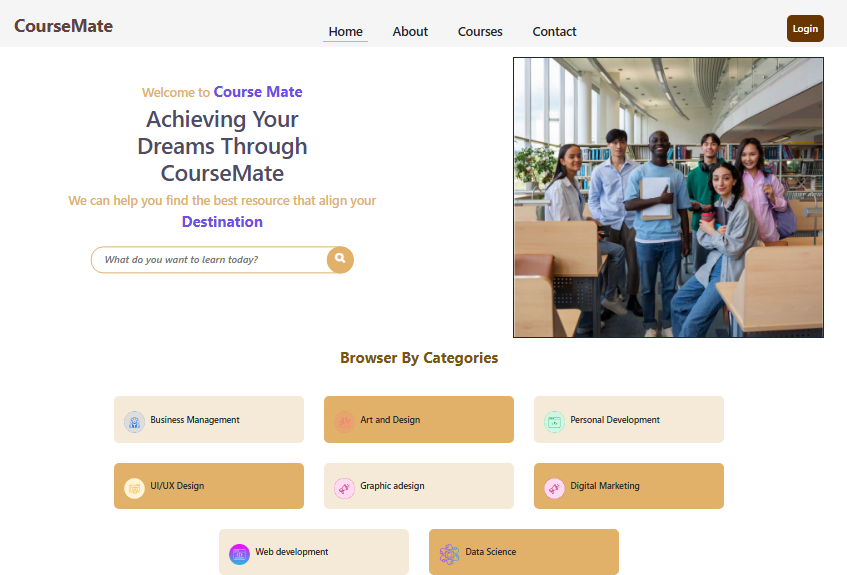 CourseMate
Home About Courses Contact
Login
Welcome to Course Mate
Achieving Your
Dreams Through
CourseMate
We can help you find the best resource that align your
Destination
What do you want to learn today?
Browser By Categories
Business Management
Art and Design
Personal Development
UI/UX Design
Graphic adesign
Digital Marketing
Web development
Data Science